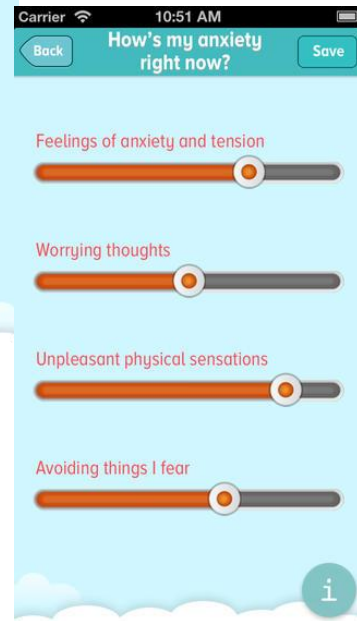 Carrier 10:51 AM
Back
How's my anxiety
right now?
Save
Feelings of anxiety and tension
Worrying thoughts
Unpleasant physical sensations
Avoiding things I fear
i